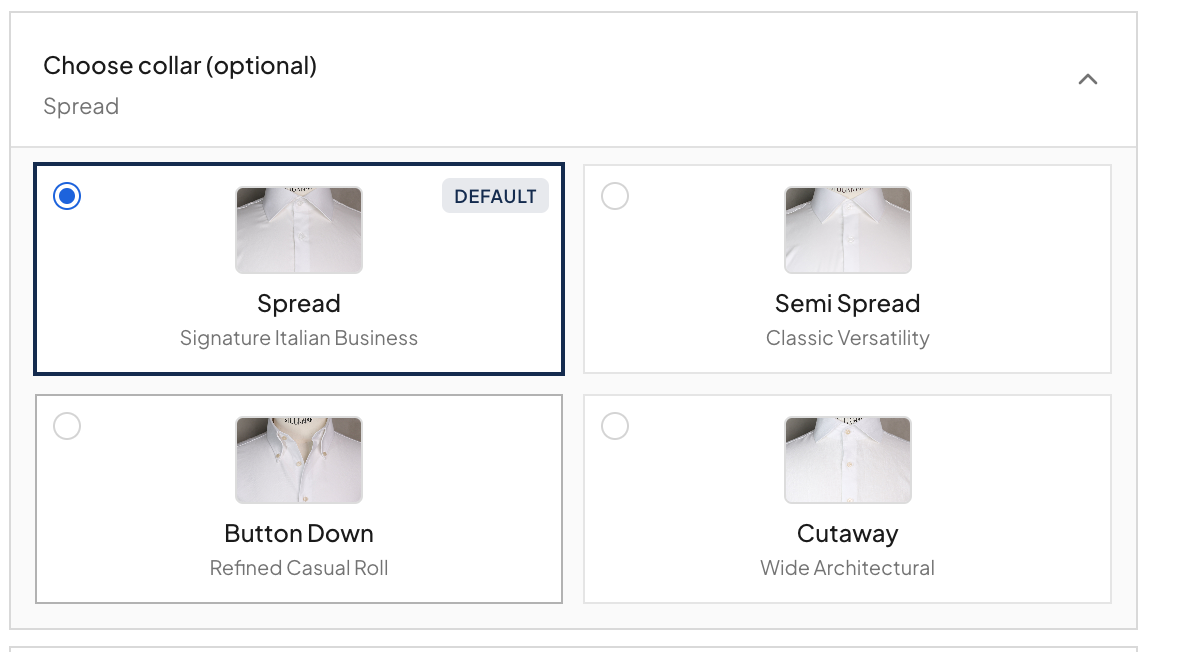 Choose collar (optional)
Spread
DEFAULT
Spread
Signature Italian Business
Semi Spread
Classic Versatility
Button Down
Refined Casual Roll
Cutaway
Wide Architectural